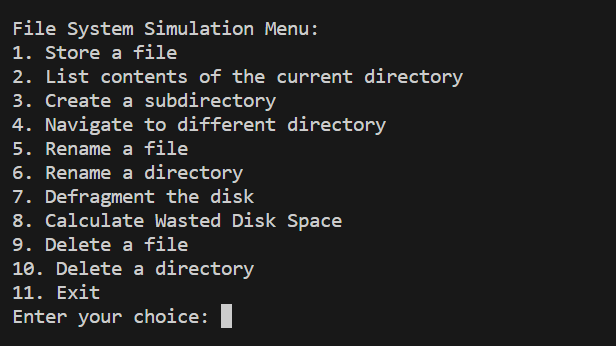 File System Simulation Menu:
1. Store a file
2. List contents of the current directory
3. Create a subdirectory
4. Navigate to different directory
5. Rename a file
6. Rename a directory
7. Defragment the disk
8. Calculate Wasted Disk Space
9. Delete a file
10. Delete a directory
11. Exit
Enter your choice: